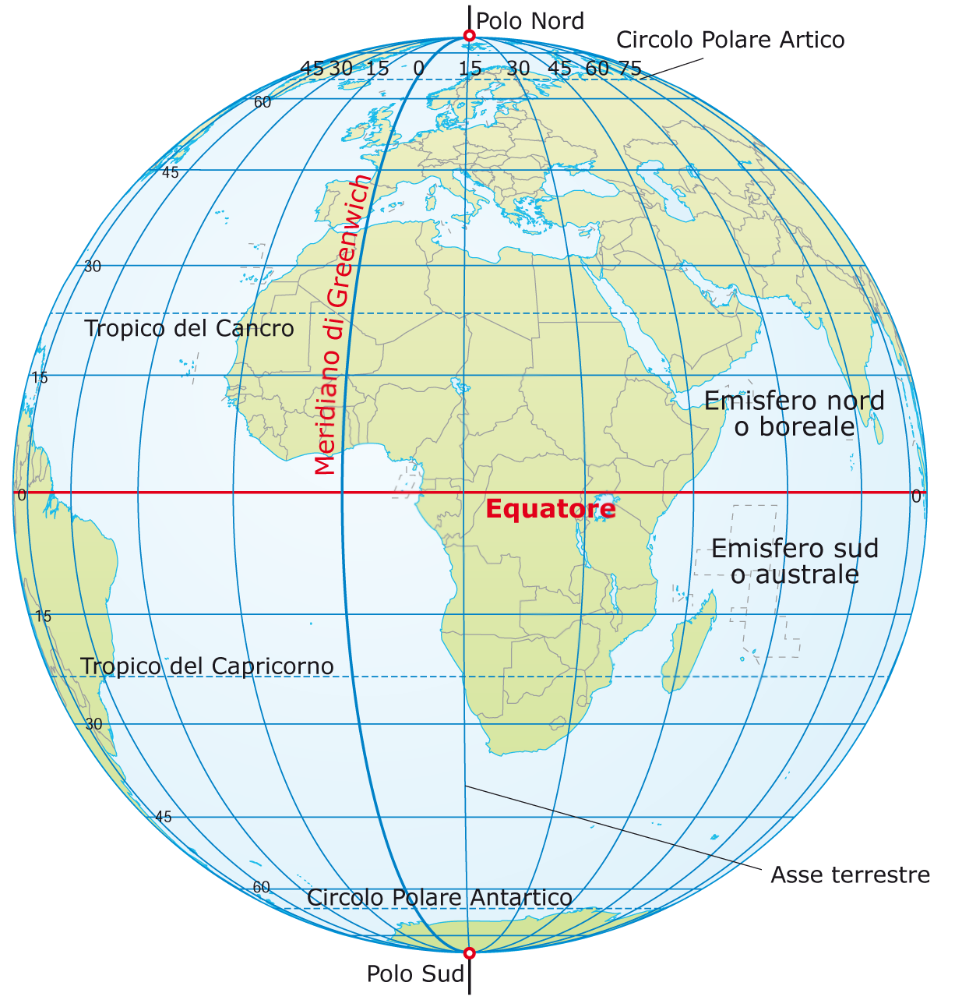 Polo Nord
Circolo Polare Artico
45 30 15 0 15 30 45 60 75
60
45
Meridiano di Greenwich
30
Tropico del Cancro
15
Emisfero nord
o boreale
0 0
Equatore
Emisfero sud
o australe
15
Tropico del Capricorno
30
45
Asse terrestre
60
Circolo Polare Antartico
Polo Sud